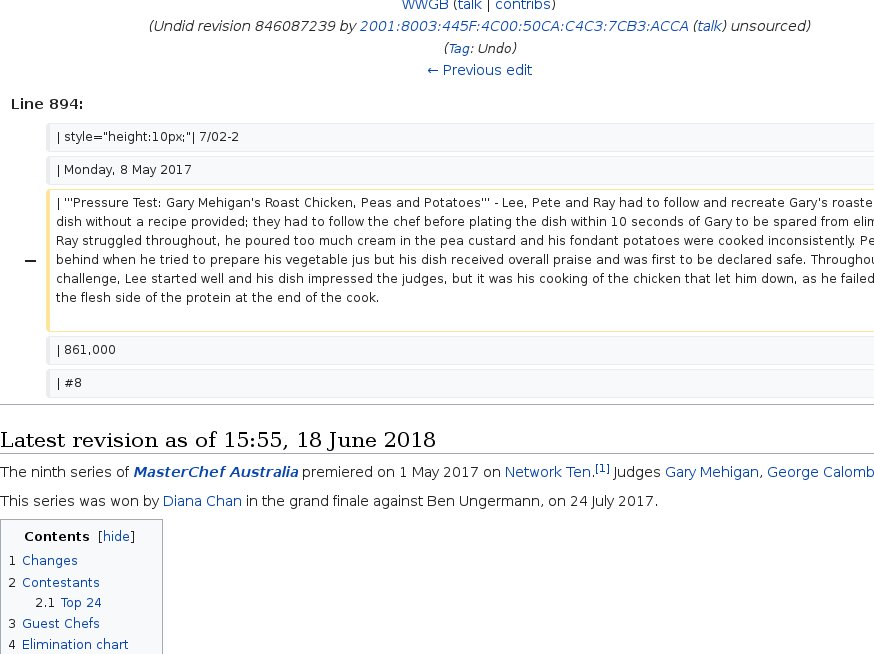 WWGB (talk | contribs)
(Undid revision 846087239 by 2001:8003:445F:4C00:50CA:C4C3:7CB3:ACCA (talk) unsourced)
(Tag: Undo)
← Previous edit
Line 894:
| style="height:10px;"| 7/02-2
| Monday, 8 May 2017
| '''Pressure Test: Gary Mehigan's Roast Chicken, Peas and Potatoes''' - Lee, Pete and Ray had to follow and recreate Gary's roaste
dish without a recipe provided; they had to follow the chef before plating the dish within 10 seconds of Gary to be spared from elim
Ray struggled throughout, he poured too much cream in the pea custard and his fondant potatoes were cooked inconsistently. Pe
− behind when he tried to prepare his vegetable jus but his dish received overall praise and was first to be declared safe. Throughou
challenge, Lee started well and his dish impressed the judges, but it was his cooking of the chicken that let him down, as he failed
the flesh side of the protein at the end of the cook.
| 861,000
| #8
Latest revision as of 15:55, 18 June 2018
The ninth series of MasterChef Australia premiered on 1 May 2017 on Network Ten.[1] Judges Gary Mehigan, George Calomb
This series was won by Diana Chan in the grand finale against Ben Ungermann, on 24 July 2017.
Contents [hide]
1 Changes
2 Contestants
2.1 Top 24
3 Guest Chefs
4 Elimination chart